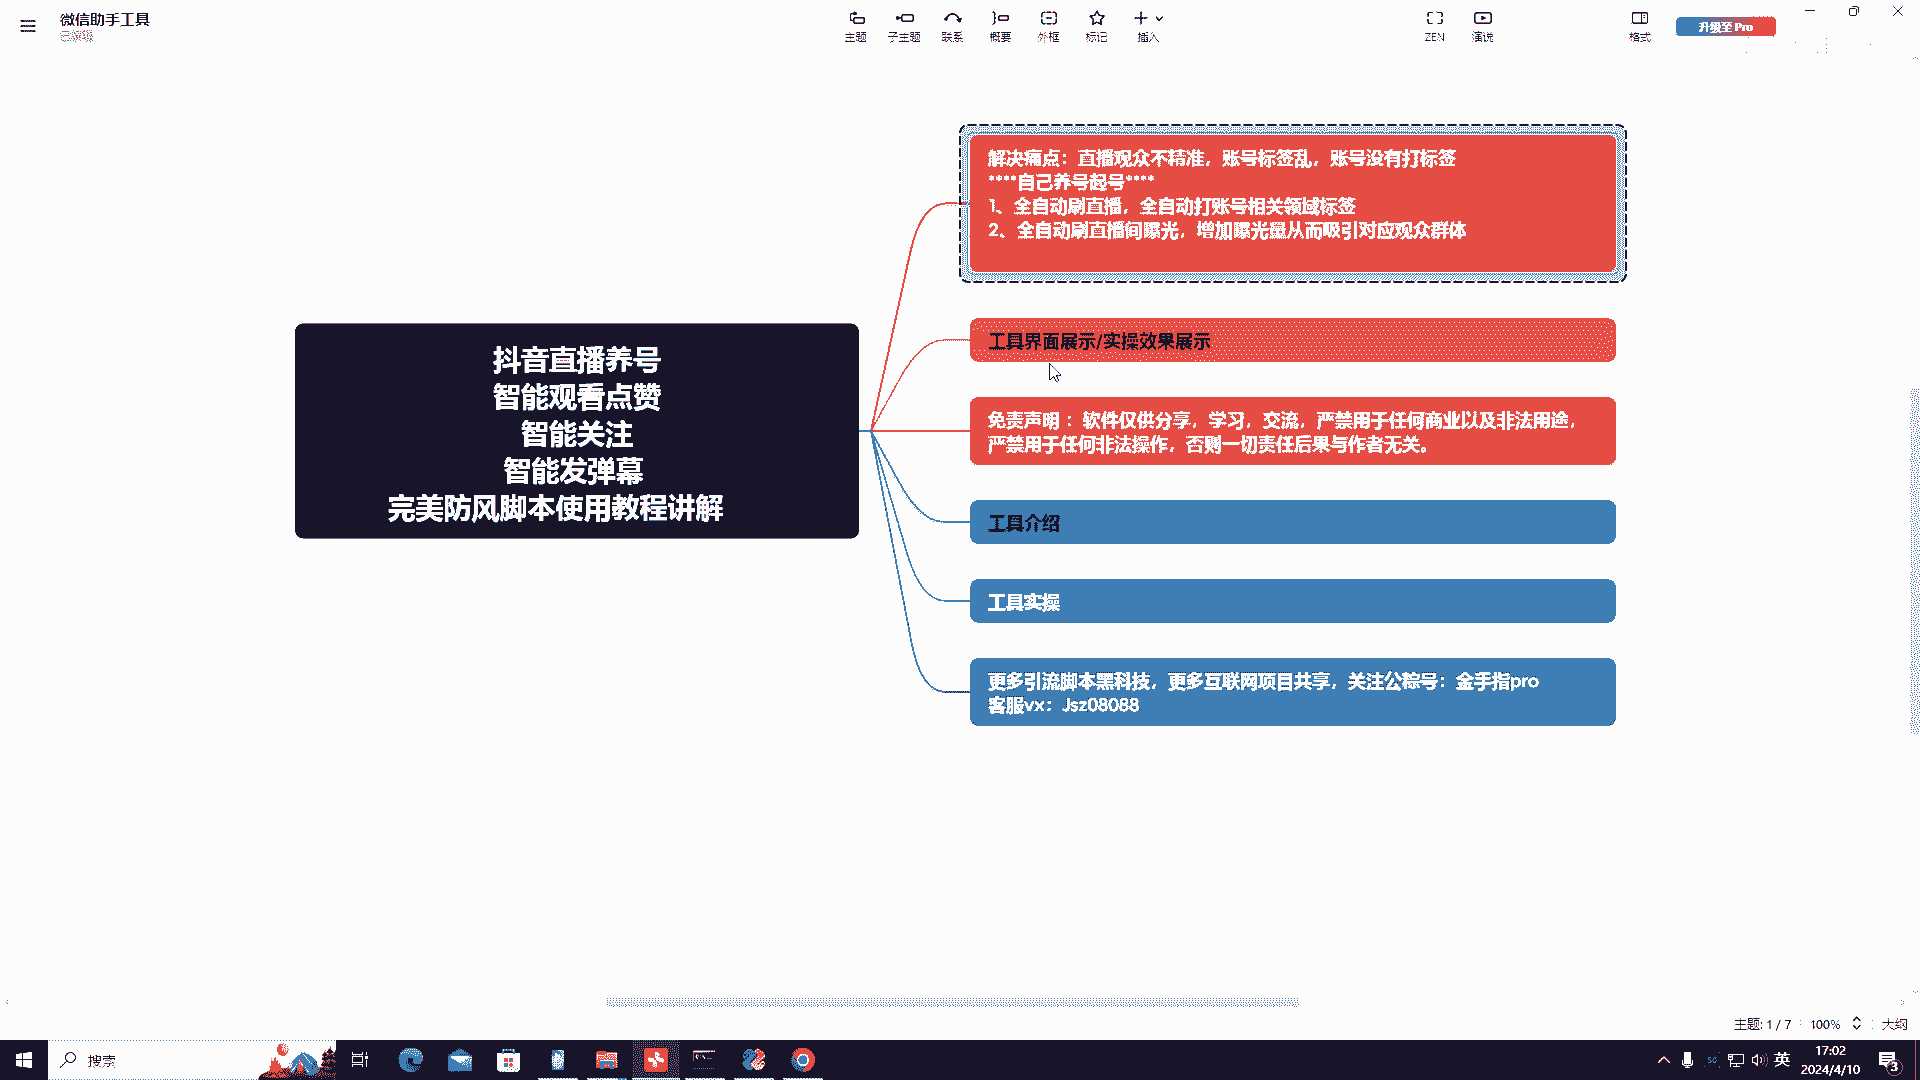 微信助手工具
已编辑
主题
子主题
联系
概要
外框
标记
插入
ZEN
演说
格式
升级至 Pro
解决痛点：直播观众不精准，账号标签乱，账号没有打标签
****自己养号起号****
1、全自动刷直播，全自动打账号相关领域标签
2、全自动刷直播间曝光，增加曝光量从而吸引对应观众群体
工具界面展示/实操效果展示
抖音直播养号
智能观看点赞
智能关注
智能发弹幕
完美防风脚本使用教程讲解
免责声明：软件仅供分享，学习，交流，严禁用于任何商业以及非法用途，
严禁用于任何非法操作，否则一切责任后果与作者无关。
工具介绍
工具实操
更多引流脚本黑科技，更多互联网项目共享，关注公粽号：金手指pro
客服vx：Jsz08088
主题: 1 / 7
100%
大纲
搜索
英
17:02
2024/4/10
3